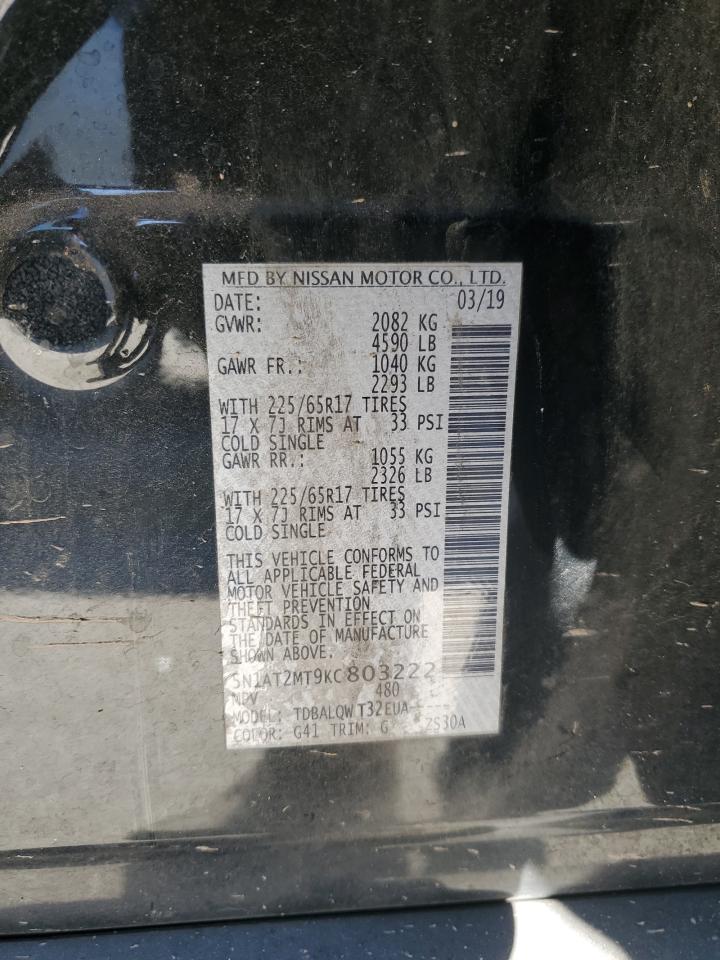 MFD BY NISSAN MOTOR CO., LTD.
DATE: 03/19
GVWR: 2082 KG
4590 LB
GAWR FR.: 1040 KG
2293 LB
WITH 225/65R17 TIRES
17 X 7J RIMS AT 33 PSI
COLD SINGLE
GAWR RR.: 1055 KG
2326 LB
WITH 225/65R17 TIRES
17 X 7J RIMS AT 33 PSI
COLD SINGLE
THIS VEHICLE CONFORMS TO
ALL APPLICABLE FEDERAL
MOTOR VEHICLE SAFETY AND
THEFT PREVENTION
STANDARDS IN EFFECT ON
THE DATE OF MANUFACTURE
SHOWN ABOVE.
5N1AT2MT9KC803222
MPV 480
MODEL: TDBALQW T32EUA-----
COLOR: G41 TRIM: G ZS30A